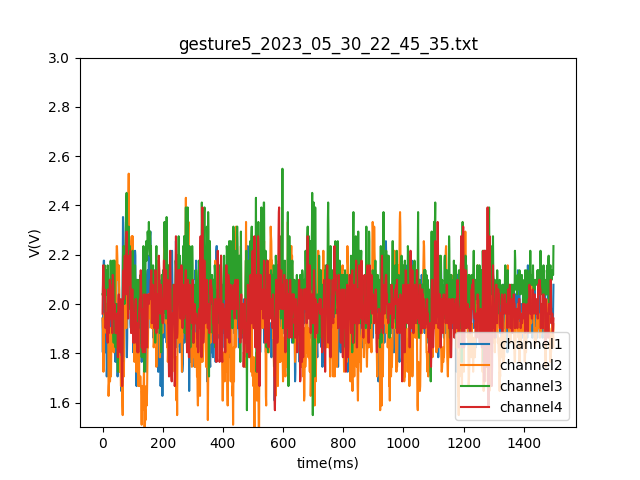 gesture5_2023_05_30_22_45_35.txt
V(V)
3.0
2.8
2.6
2.4
2.2
2.0
1.8
1.6
channel1
channel2
channel3
channel4
0 200 400 600 800 1000 1200 1400
time(ms)